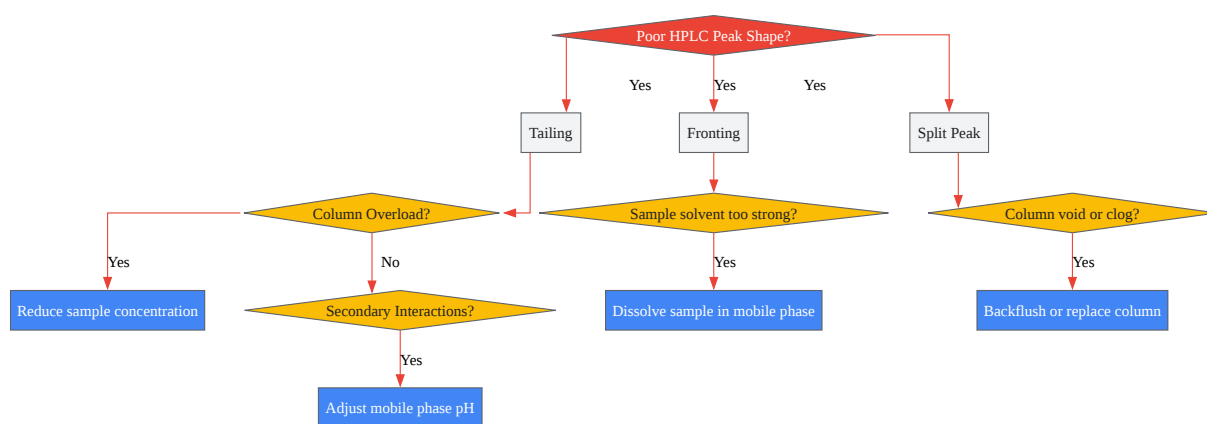 Poor HPLC Peak Shape?
Yes
Yes
Yes
Tailing
Fronting
Split Peak
Column Overload?
Sample solvent too strong?
Column void or clog?
Yes
No
Yes
Yes
Reduce sample concentration
Secondary Interactions?
Dissolve sample in mobile phase
Backflush or replace column
Yes
Adjust mobile phase pH